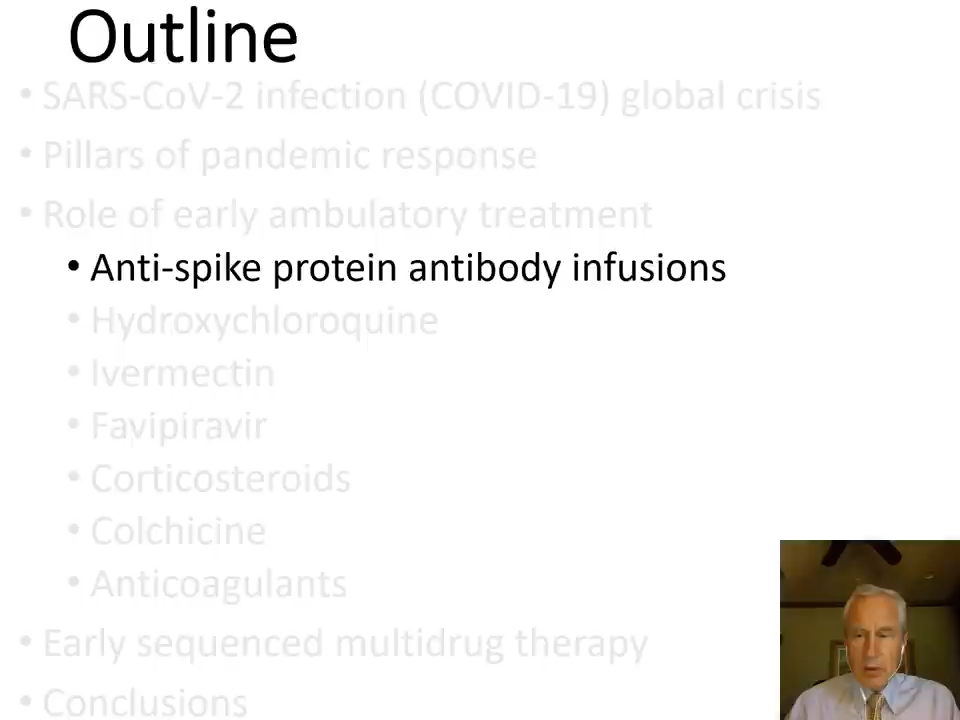 Outline
• SARS-CoV-2 infection (COVID-19) global crisis
• Pillars of pandemic response
• Role of early ambulatory treatment
• Anti-spike protein antibody infusions
• Hydroxychloroquine
• Ivermectin
• Favipiravir
• Corticosteroids
• Colchicine
• Anticoagulants
• Early sequenced multidrug therapy
• Conclusions